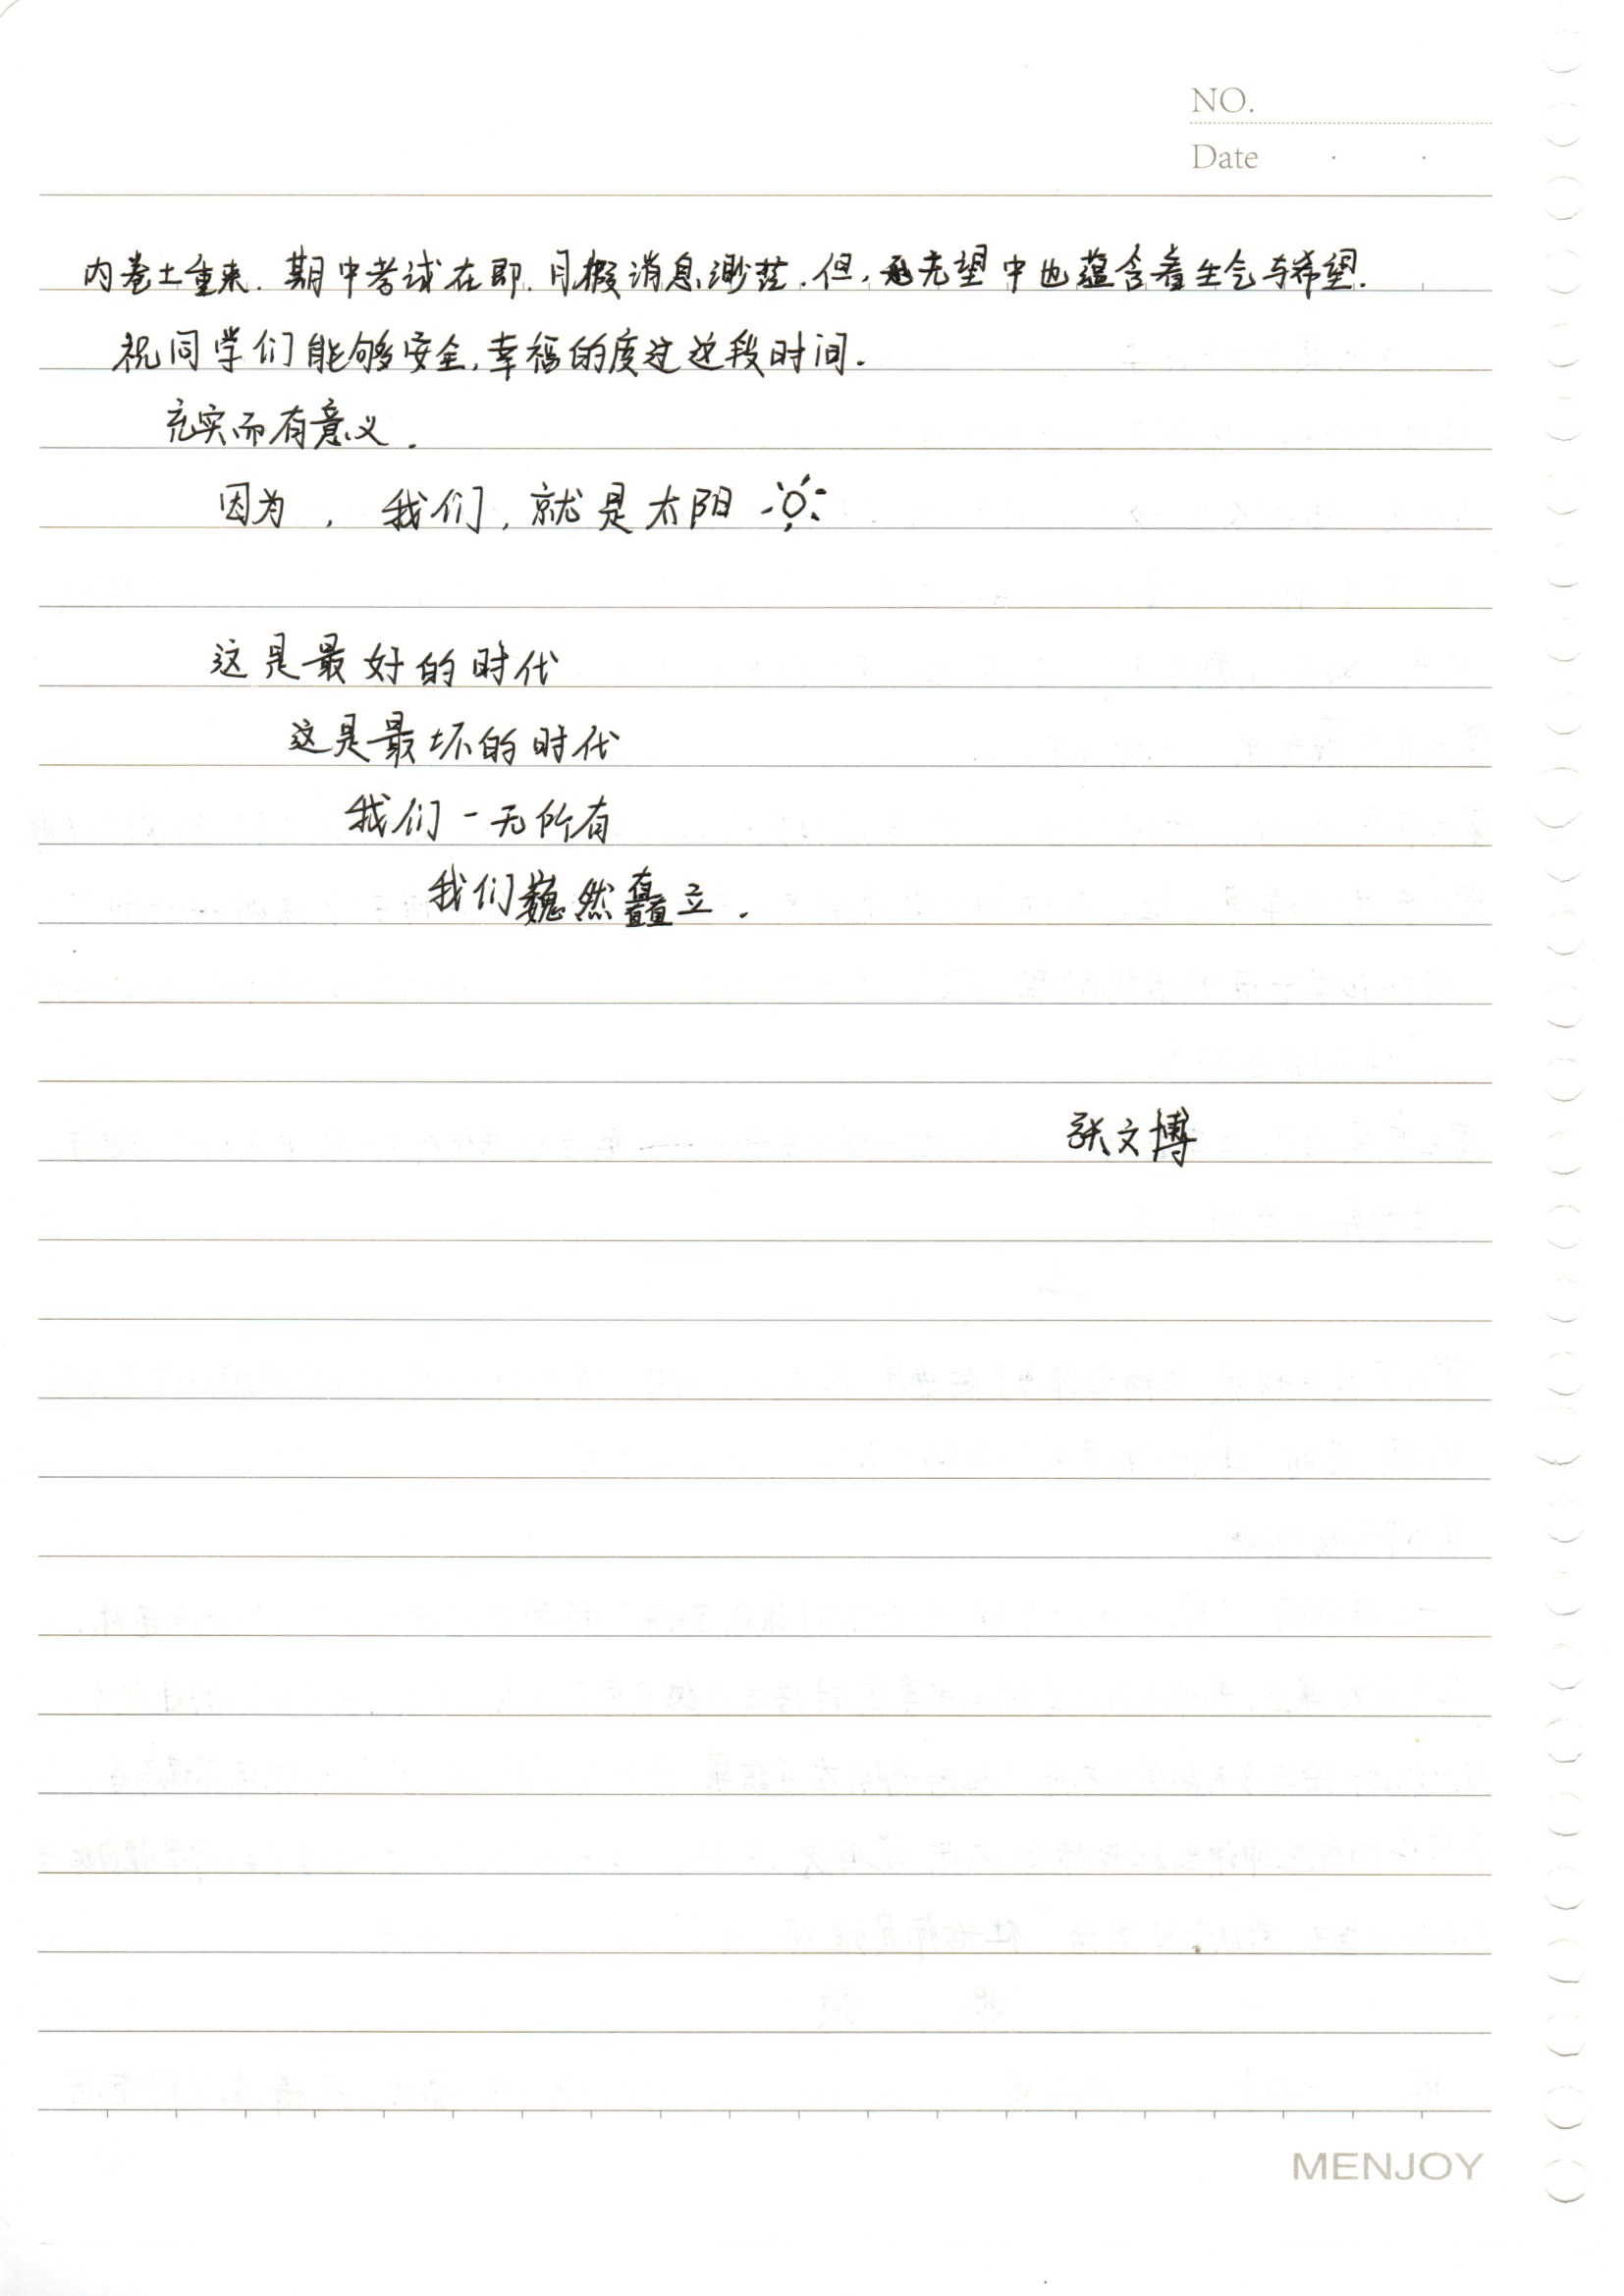 NO.
Date
内卷土重来. 期中考试在即. 月假消息渺茫. 但, 无望中也蕴含着生气与希望.
祝同学们能够安全, 幸福的度过这段时间.
充实而有意义.
因为, 我们, 就是太阳
这是最好的时代
这是最坏的时代
我们一无所有
我们巍然矗立.
张文博
MENJOY